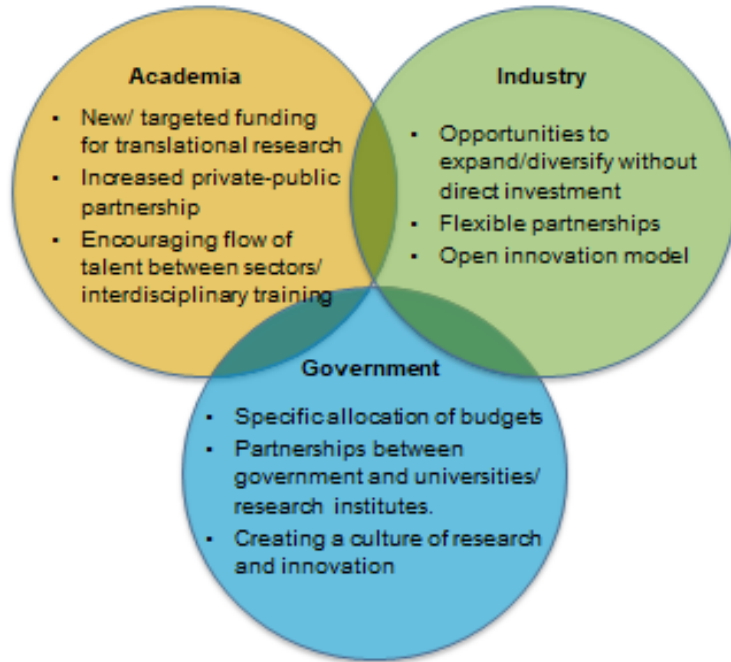 Academia
▪ New/ targeted funding
for translational research
▪ Increased private-public
partnership
▪ Encouraging flow of
talent between sectors/
interdisciplinary training
Industry
▪ Opportunities to
expand/diversify without
direct investment
▪ Flexible partnerships
▪ Open innovation model
Government
▪ Specific allocation of budgets
▪ Partnerships between
government and universities/
research institutes.
▪ Creating a culture of research
and innovation